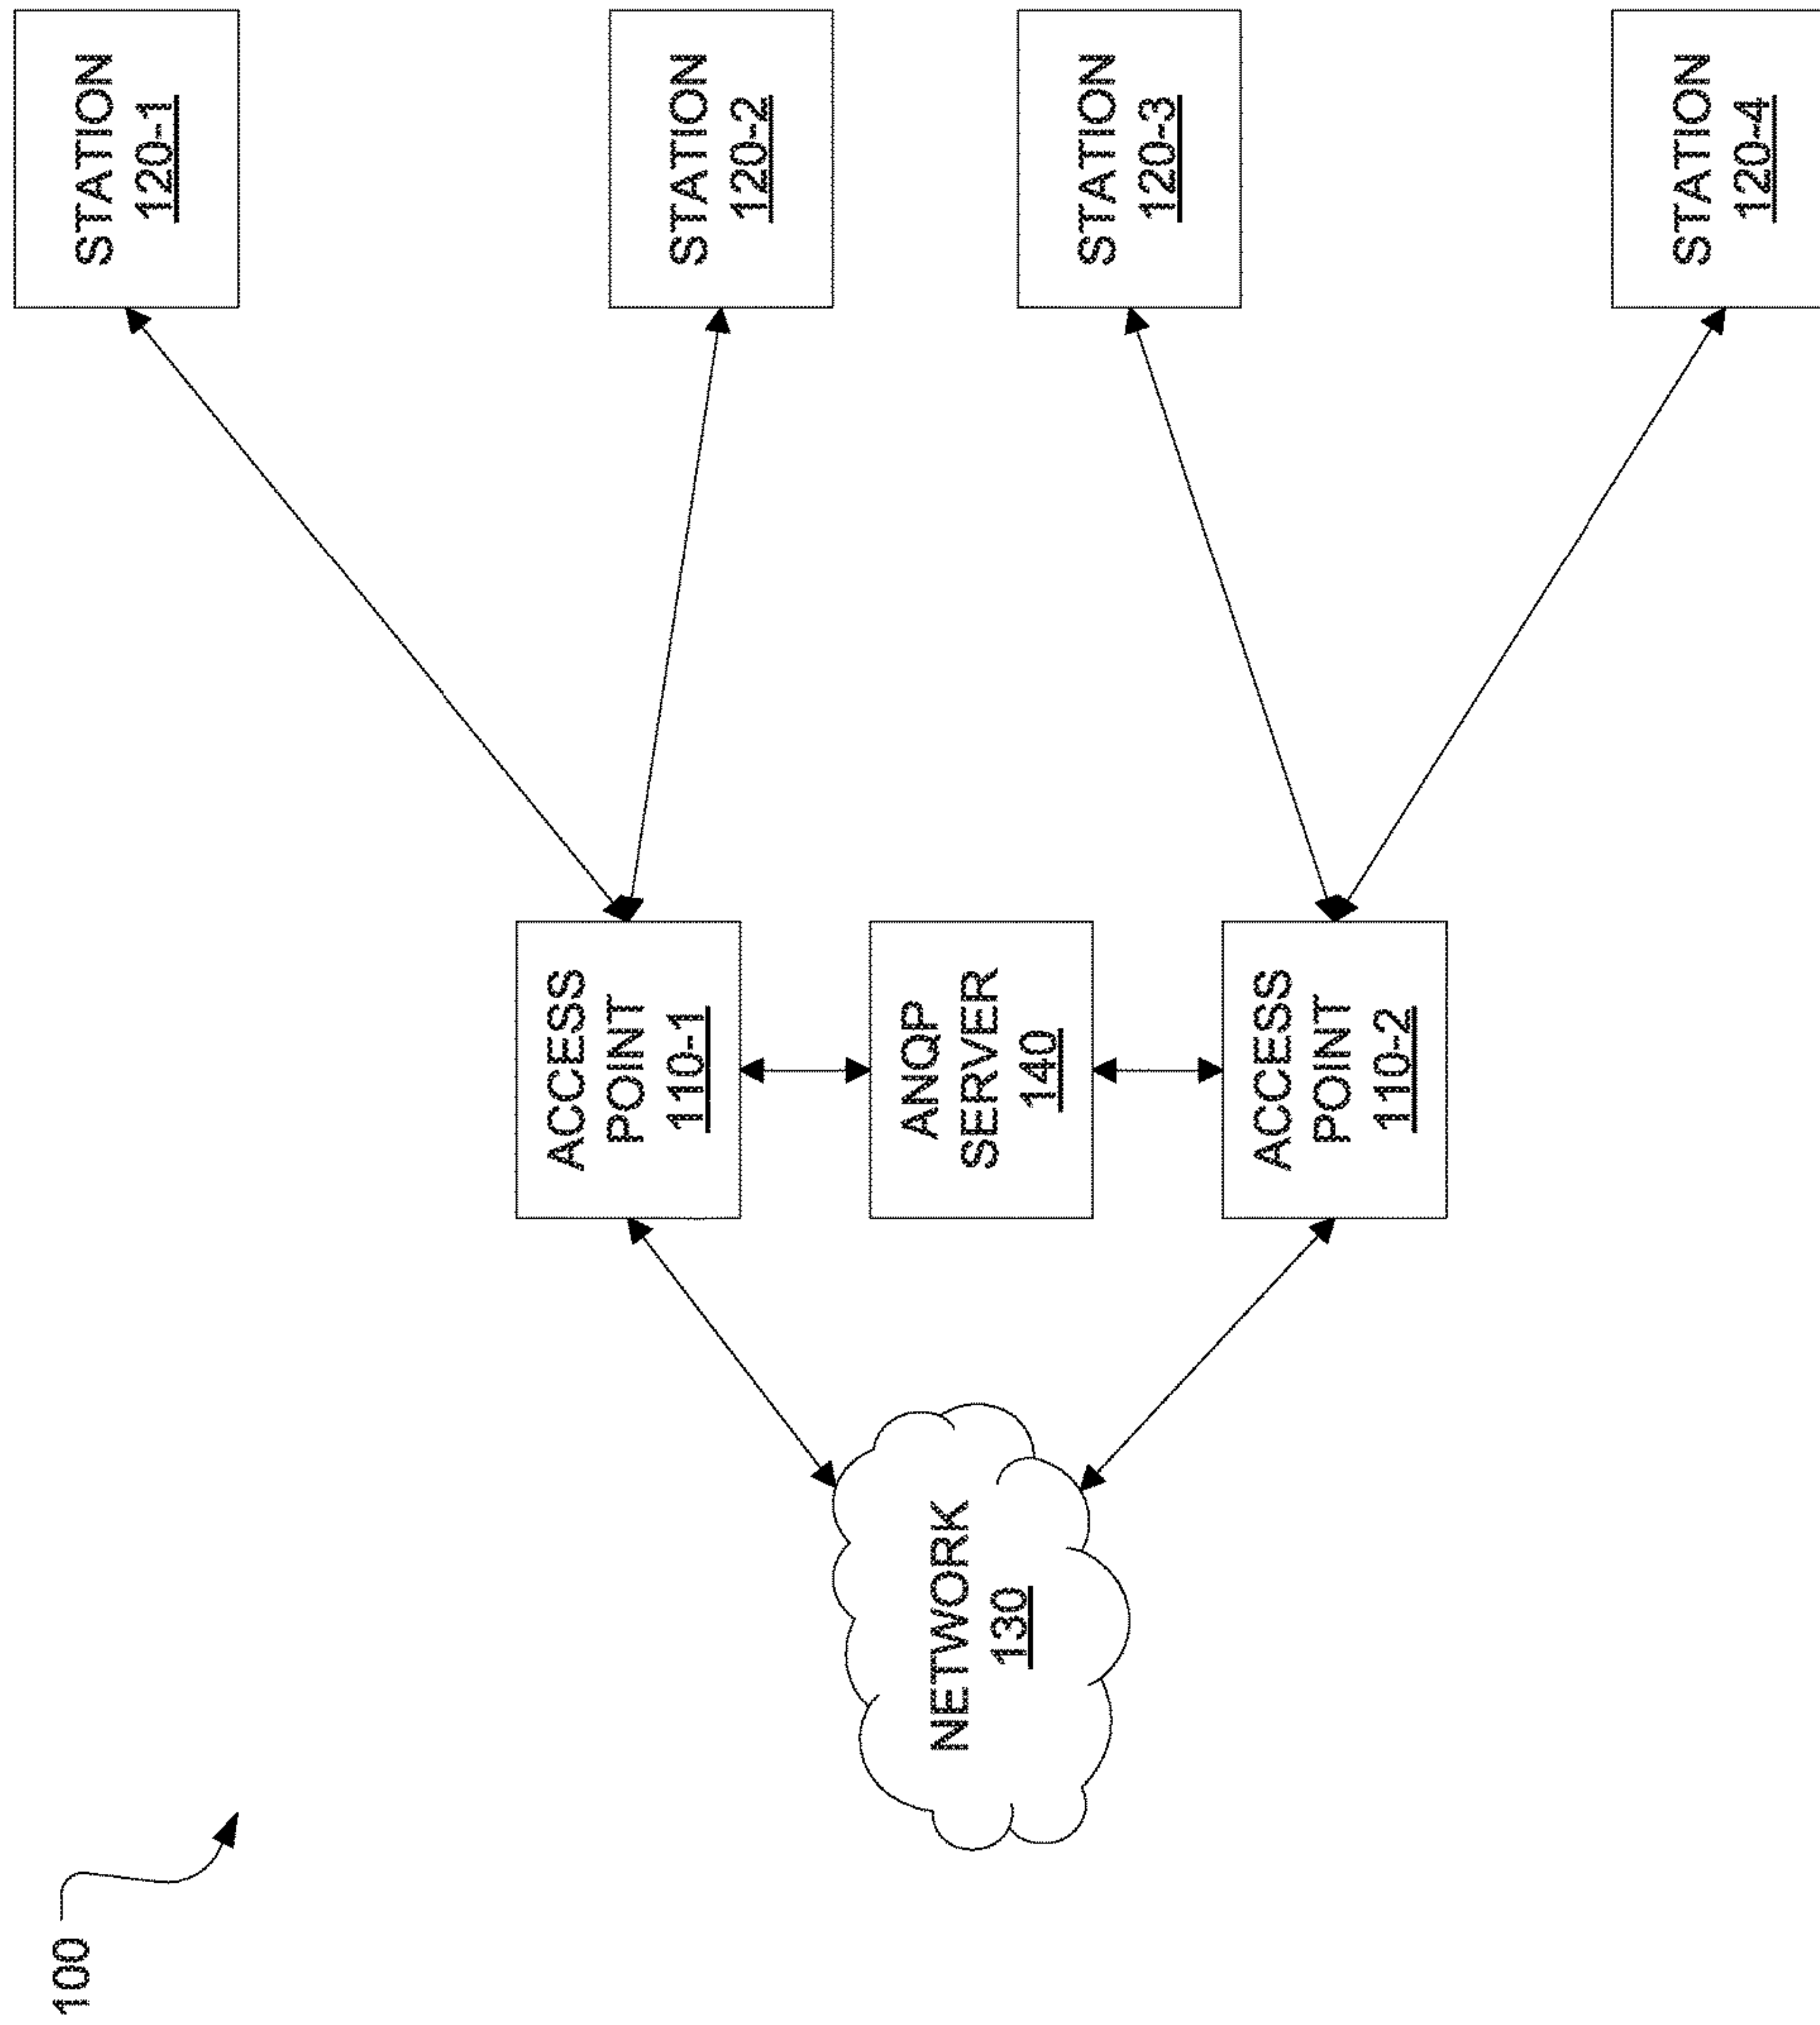 100
NETWORK
130
ACCESS
POINT
110-1
ANQP
SERVER
140
ACCESS
POINT
110-2
STATION
120-1
STATION
120-2
STATION
120-3
STATION
120-4